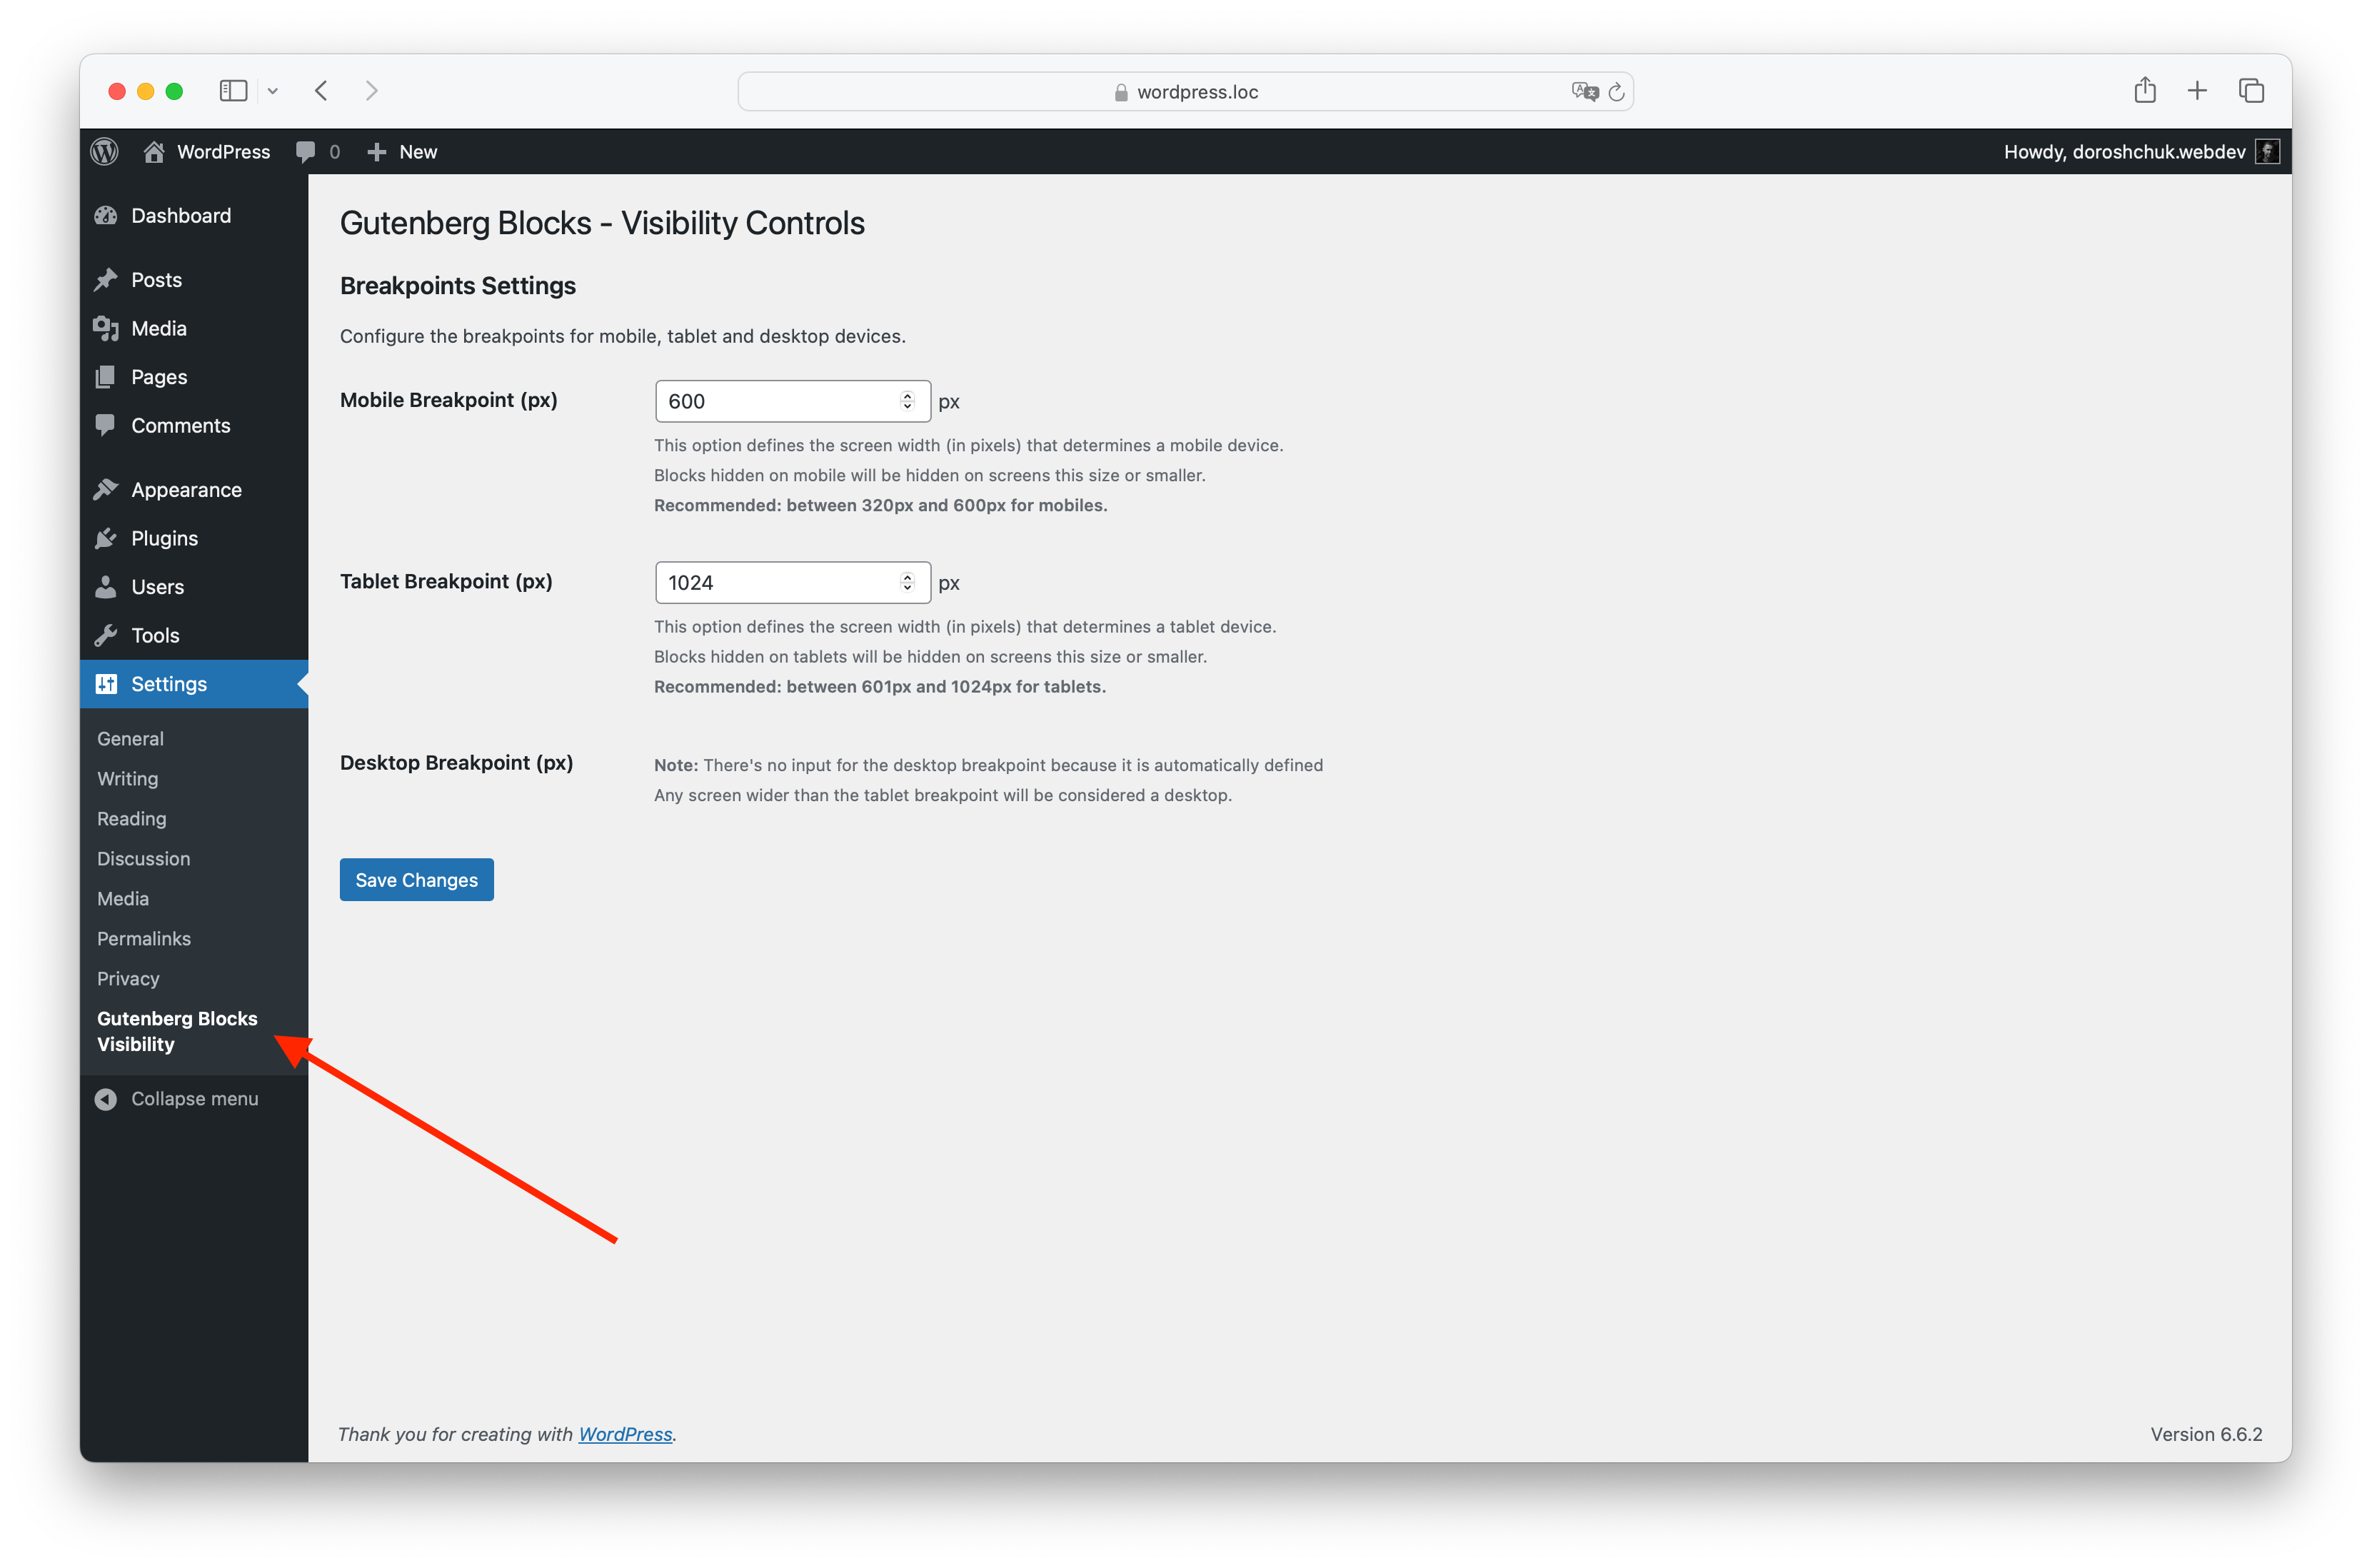 wordpress.loc
WordPress
0
New
Howdy, doroshchuk.webdev
Dashboard
Posts
Media
Pages
Comments
Appearance
Plugins
Users
Tools
Settings
General
Writing
Reading
Discussion
Media
Permalinks
Privacy
Gutenberg Blocks
Visibility
Collapse menu
Gutenberg Blocks - Visibility Controls
Breakpoints Settings
Configure the breakpoints for mobile, tablet and desktop devices.
Mobile Breakpoint (px)
600
px
This option defines the screen width (in pixels) that determines a mobile device.
Blocks hidden on mobile will be hidden on screens this size or smaller.
Recommended: between 320px and 600px for mobiles.
Tablet Breakpoint (px)
1024
px
This option defines the screen width (in pixels) that determines a tablet device.
Blocks hidden on tablets will be hidden on screens this size or smaller.
Recommended: between 601px and 1024px for tablets.
Desktop Breakpoint (px)
Note: There's no input for the desktop breakpoint because it is automatically defined
Any screen wider than the tablet breakpoint will be considered a desktop.
Save Changes
Thank you for creating with WordPress.
Version 6.6.2